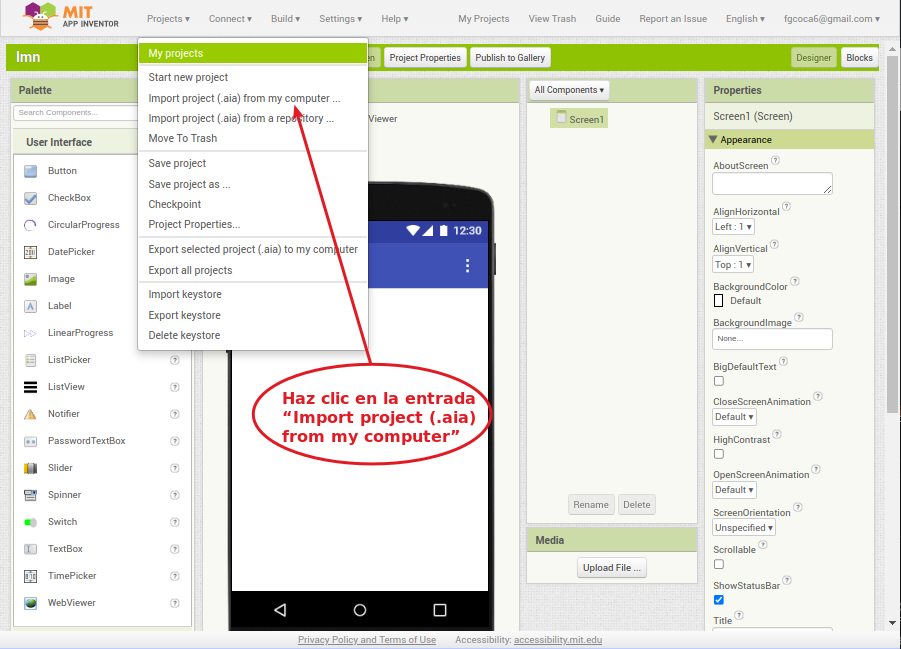 MIT
APP INVENTOR
Projects ▾
Connect ▾
Build ▾
Settings ▾
Help ▾
My Projects
View Trash
Guide
Report an Issue
English ▾
fgcoca6@gmail.com ▾
lmn
Project Properties
Publish to Gallery
Designer
Blocks
My projects
Start new project
Import project (.aia) from my computer ...
Import project (.aia) from a repository ...
Move To Trash
Save project
Save project as ...
Checkpoint
Project Properties...
Export selected project (.aia) to my computer
Export all projects
Import keystore
Export keystore
Delete keystore
Palette
Search Components...
User Interface
Button
CheckBox
CircularProgress
DatePicker
Image
Label
LinearProgress
ListPicker
ListView
Notifier
PasswordTextBox
Slider
Spinner
Switch
TextBox
TimePicker
WebViewer
Viewer
12:30
Haz clic en la entrada
“Import project (.aia)
from my computer”
All Components ▾
Screen1
Rename
Delete
Media
Upload File ...
Properties
Screen1 (Screen)
Appearance
AboutScreen
AlignHorizontal
Left : 1 ▾
AlignVertical
Top : 1 ▾
BackgroundColor
Default
BackgroundImage
None...
BigDefaultText
CloseScreenAnimation
Default ▾
HighContrast
OpenScreenAnimation
Default ▾
ScreenOrientation
Unspecified ▾
Scrollable
ShowStatusBar
Title
Privacy Policy and Terms of Use
Accessibility: accessibility.mit.edu